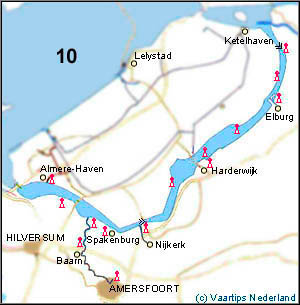 Ketelhaven
10
Lelystad
Elburg
Almere-Haven
Harderwijk
HILVERSUM
Spakenburg
Nijkerk
Baarn
AMERSFOORT
(c) Vaartips Nederland